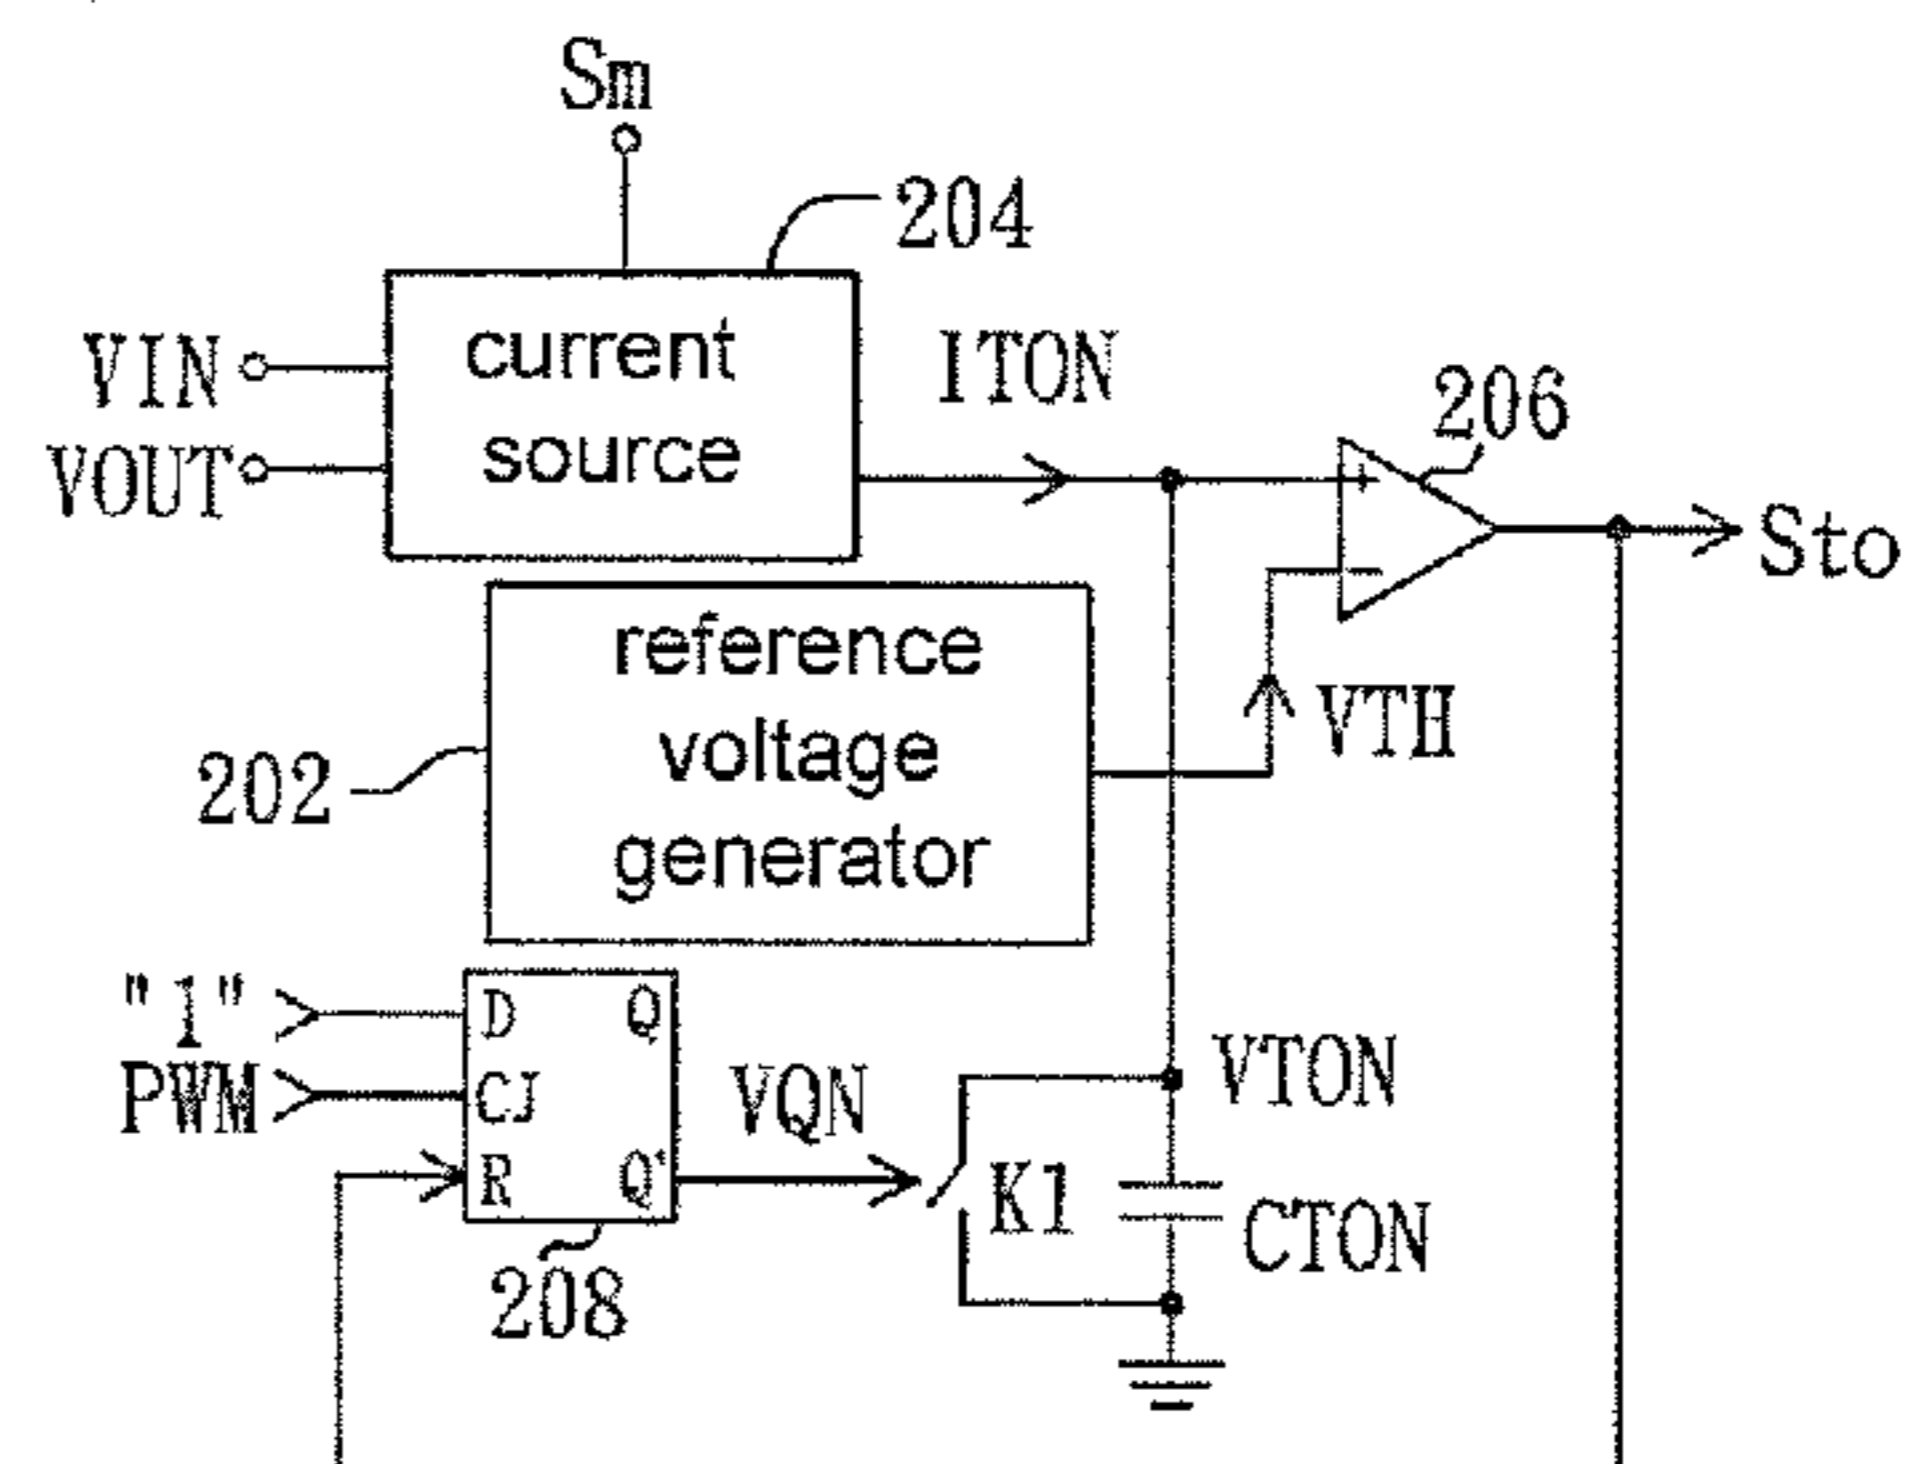 Sm
204
VIN
VOUT
current
source
ITON
206
Sto
+
−
reference
voltage
generator
202
VTH
"1"
PWM
D
Q
CJ
R
Q'
VQN
208
K1
VTON
CTON